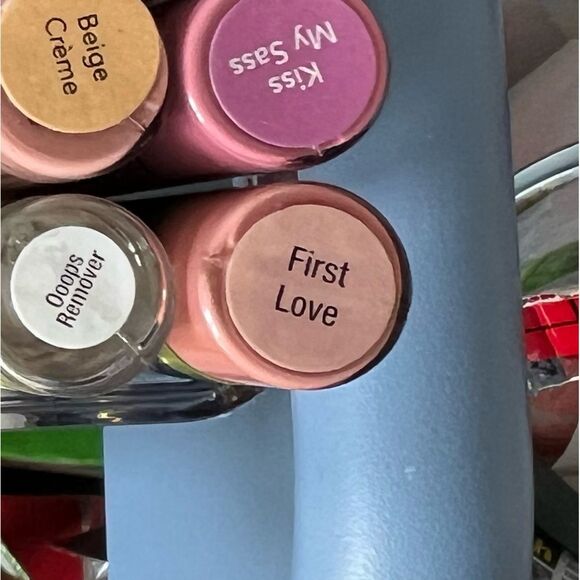 Beige
Crème
Kiss
My Sass
Ooops
Remover
First
Love